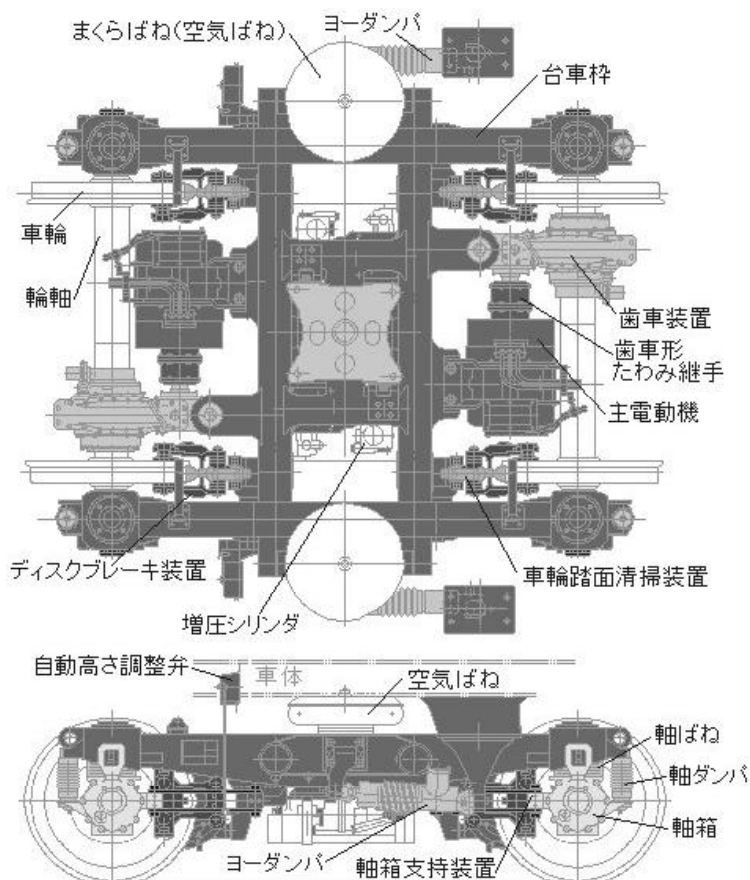 ヨーダンパ
まくらばね(空気ばね)
台車枠
車輪
輪軸
歯車装置
歯車形
たわみ継手
主電動機
ディスクブレーキ装置
車輪踏面清掃装置
増圧シリンダ
自動高さ調整弁
車体
空気ばね
軸ばね
軸ダンパ
軸箱
ヨーダンパ
軸箱支持装置